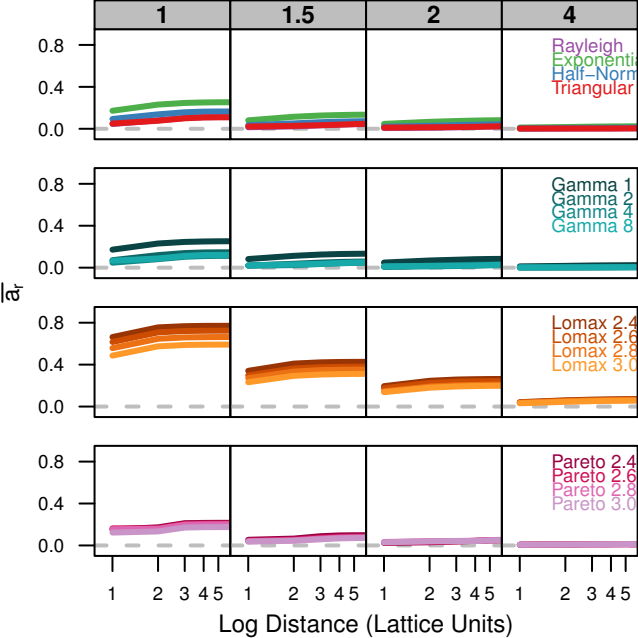 1 1.5 2 4
0.8
0.4
0.0
Rayleigh
Exponentia
Half−Norm
Triangular
0.8
0.4
0.0
Gamma 1
Gamma 2
Gamma 4
Gamma 8
a̅r
0.8
0.4
0.0
Lomax 2.4
Lomax 2.6
Lomax 2.8
Lomax 3.0
0.8
0.4
0.0
Pareto 2.4
Pareto 2.6
Pareto 2.8
Pareto 3.0
1 2 3 4 5 1 2 3 4 5 1 2 3 4 5 1 2 3 4 5
Log Distance (Lattice Units)